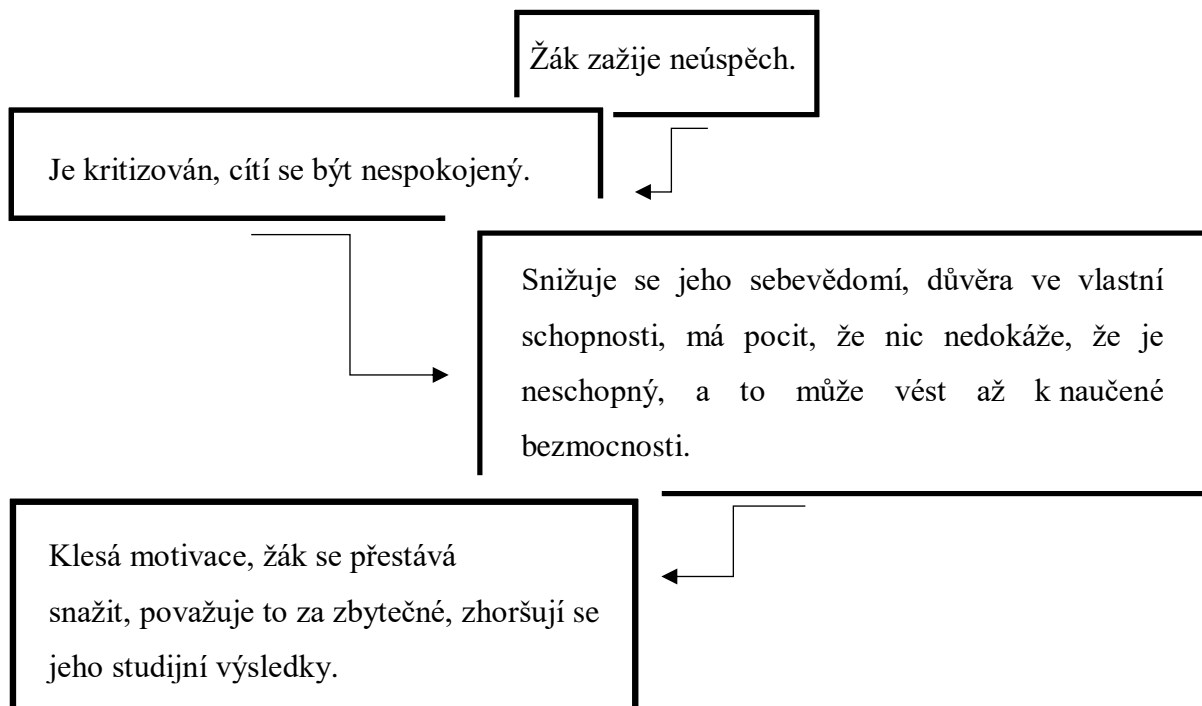 Žák zažije neúspěch.
Je kritizován, cítí se být nespokojený.
Snižuje se jeho sebevědomí, důvěra ve vlastní
schopnosti, má pocit, že nic nedokáže, že je
neschopný, a to může vést až k naučené
bezmocnosti.
Klesá motivace, žák se přestává
snažit, považuje to za zbytečné, zhoršují se
jeho studijní výsledky.